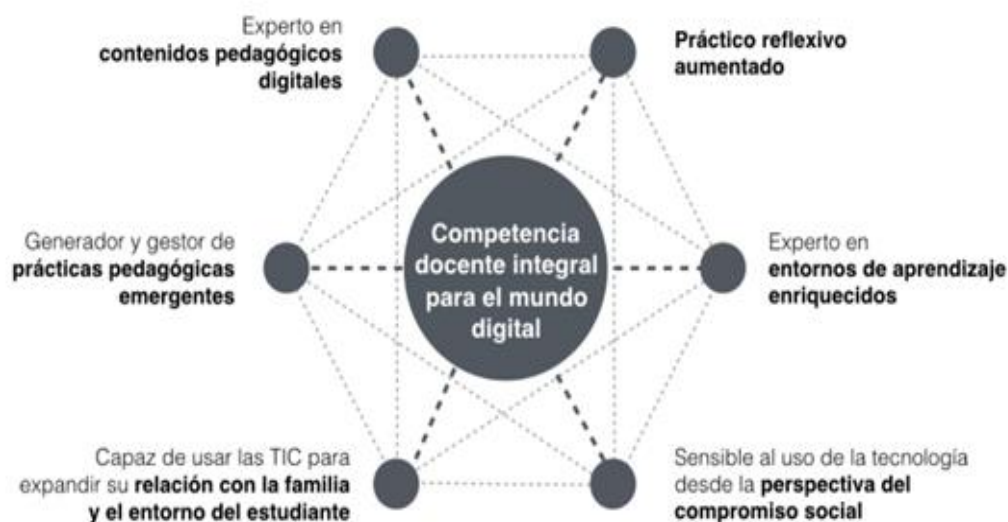 Experto en
contenidos pedagógicos
digitales
Práctico reflexivo
aumentado
Generador y gestor de
prácticas pedagógicas
emergentes
Competencia
docente integral
para el mundo
digital
Experto en
entornos de aprendizaje
enriquecidos
Capaz de usar las TIC para
expandir su relación con la familia
y el entorno del estudiante
Sensible al uso de la tecnología
desde la perspectiva del
compromiso social